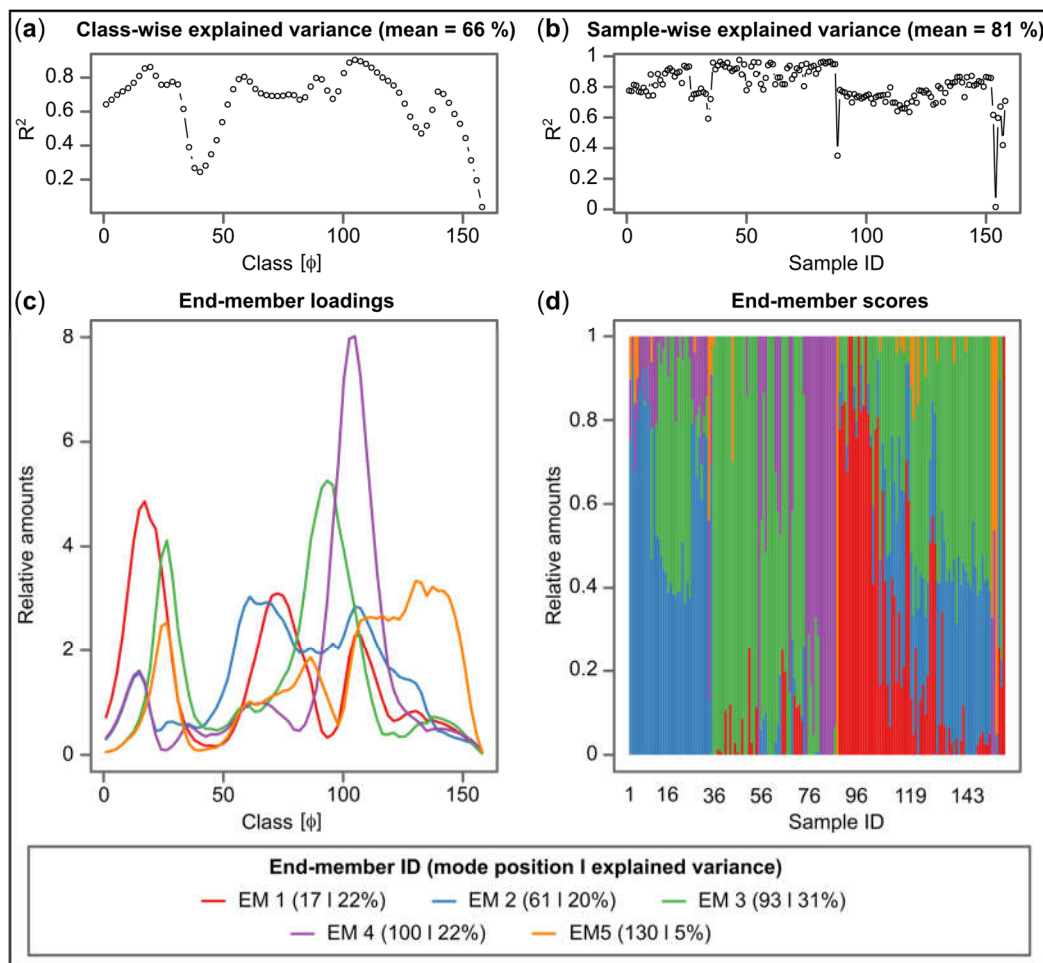 (a) Class-wise explained variance (mean = 66 %)
R²
0.8
0.6
0.4
0.2
0 50 100 150
Class [ϕ]
(b) Sample-wise explained variance (mean = 81 %)
R²
1
0.8
0.6
0.4
0.2
0
0 50 100 150
Sample ID
(c) End-member loadings
Relative amounts
8
6
4
2
0
0 50 100 150
Class [ϕ]
(d) End-member scores
Relative amounts
1
0.8
0.6
0.4
0.2
0
1 16 36 56 76 96 119 143
Sample ID
End-member ID (mode position I explained variance)
EM 1 (17 I 22%) EM 2 (61 I 20%) EM 3 (93 I 31%)
EM 4 (100 I 22%) EM5 (130 I 5%)